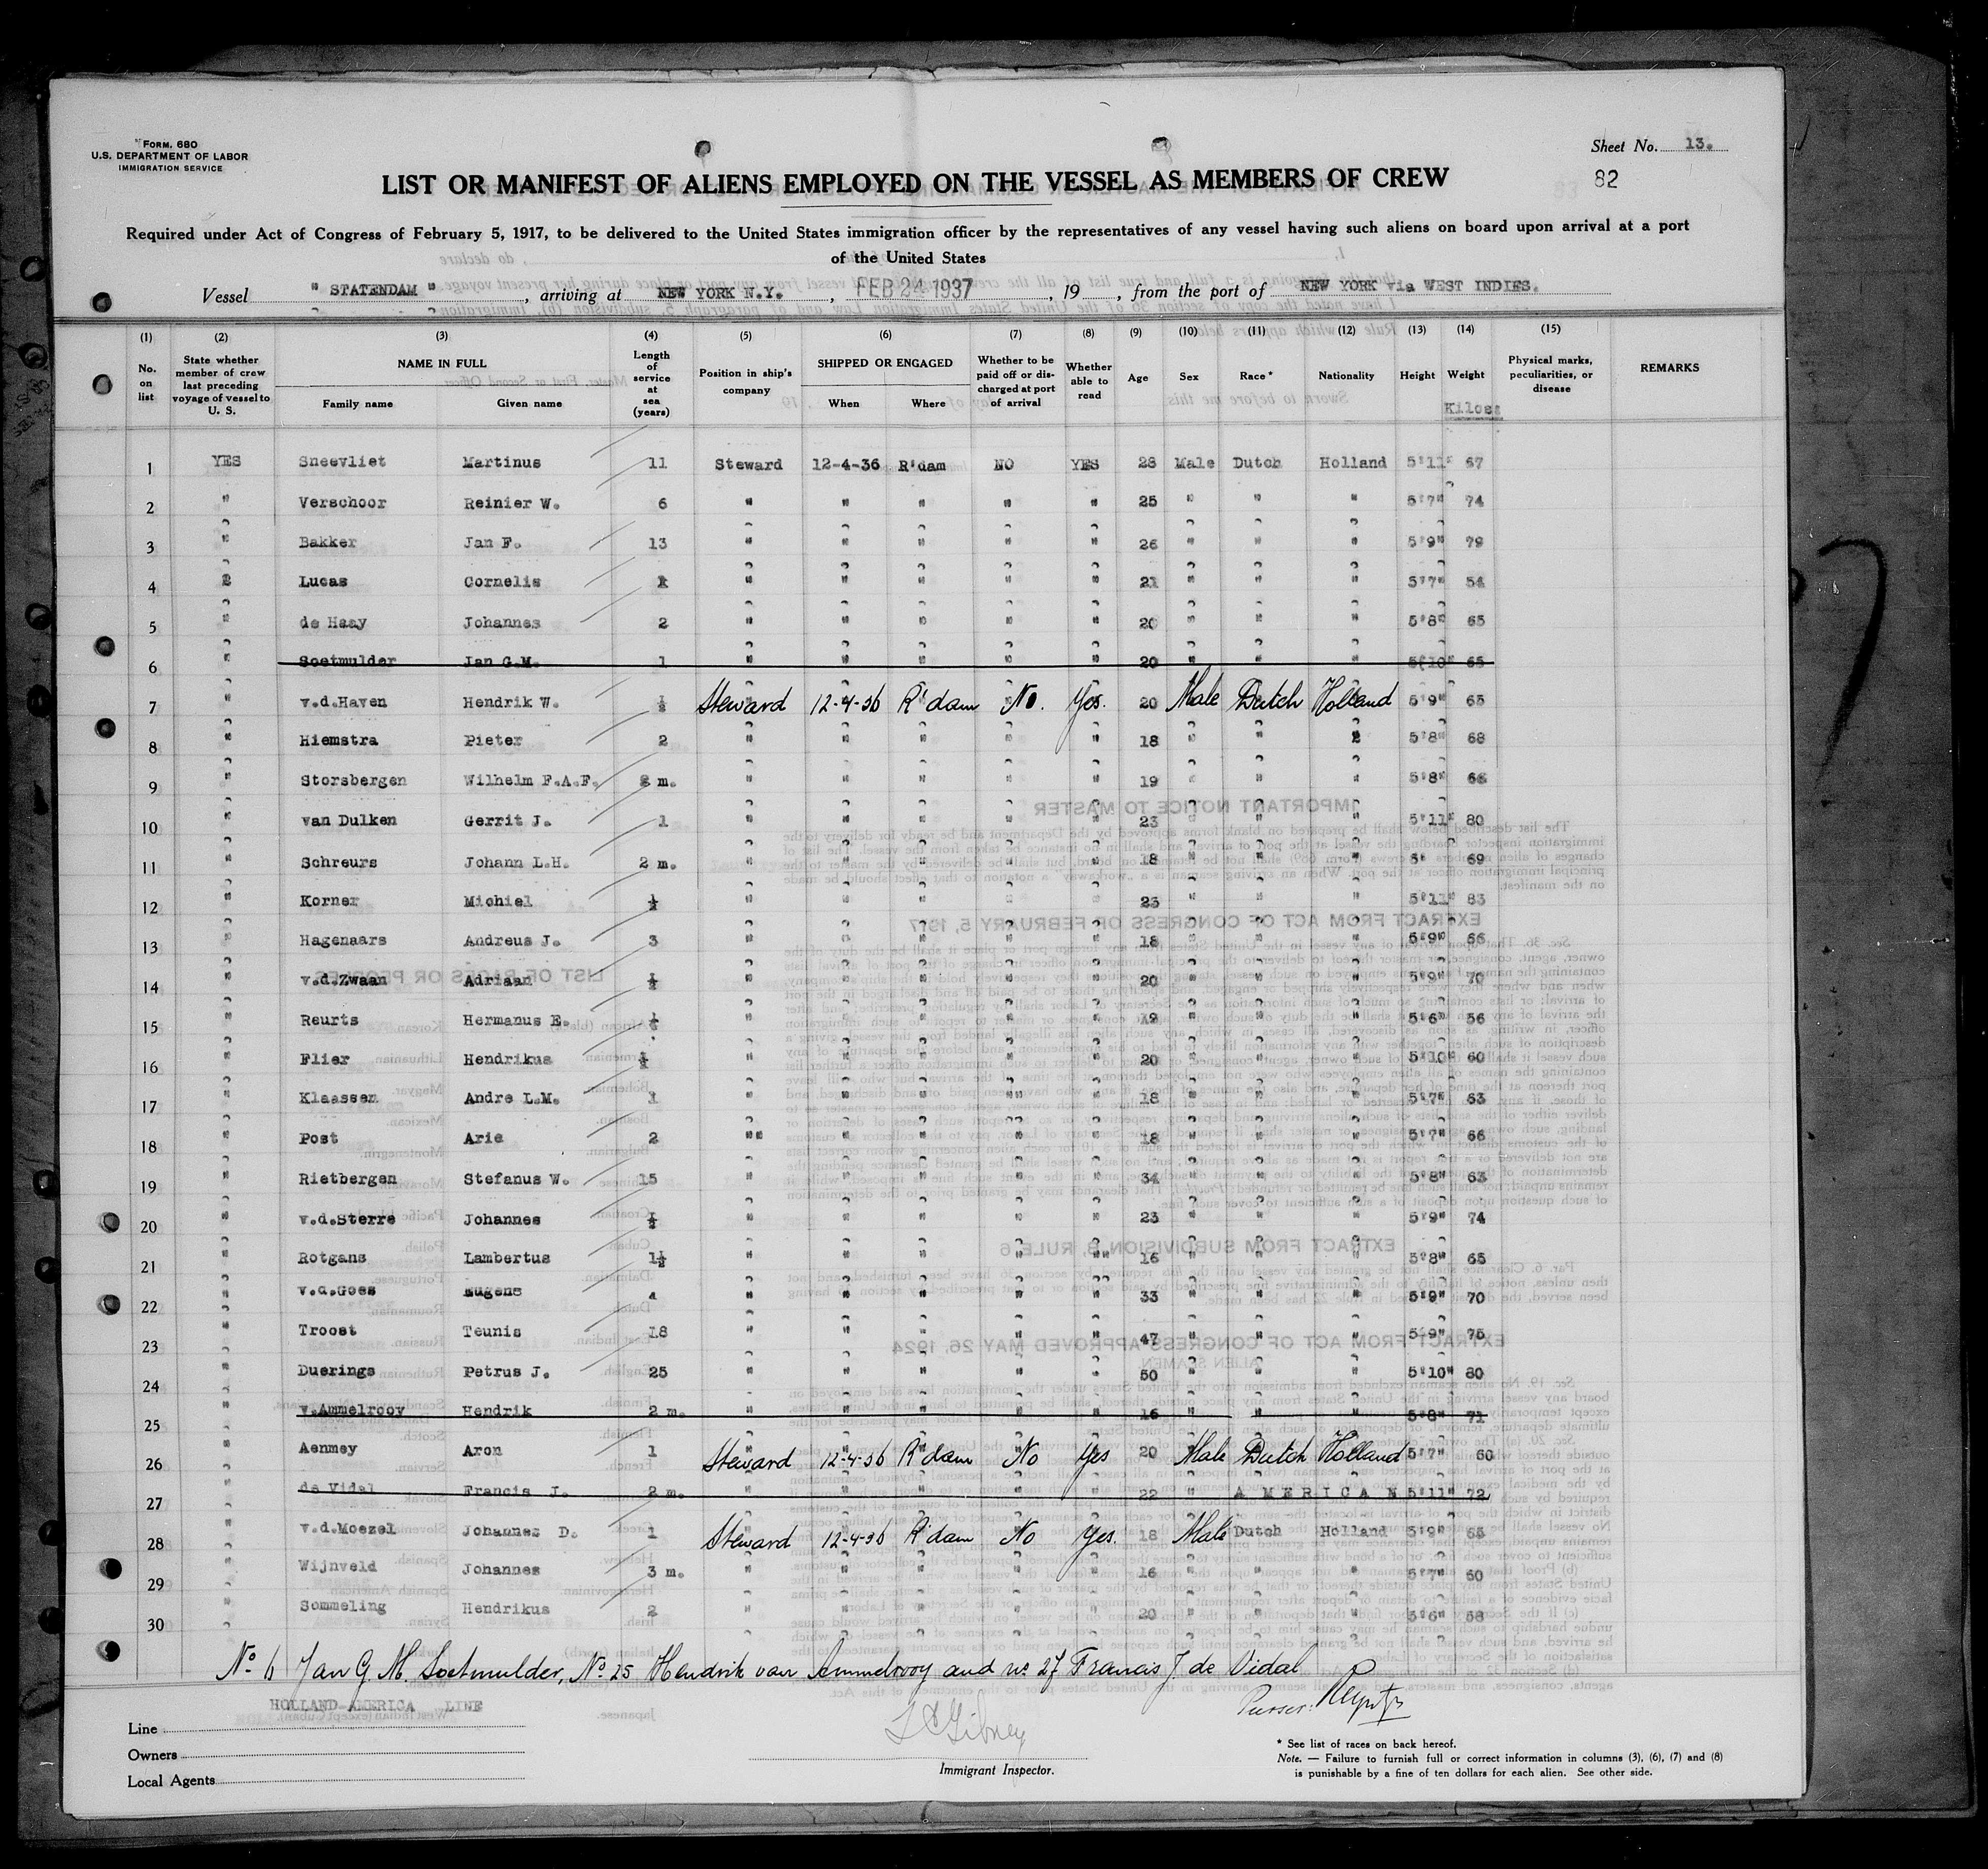 FORM. 680
U.S. DEPARTMENT OF LABOR
IMMIGRATION SERVICE
Sheet No. 13.
82
LIST OR MANIFEST OF ALIENS EMPLOYED ON THE VESSEL AS MEMBERS OF CREW
Required under Act of Congress of February 5, 1917, to be delivered to the United States immigration officer by the representatives of any vessel having such aliens on board upon arrival at a port
of the United States
Vessel " STATENDAM ", arriving at NEW YORK N.Y., FEB 24 1937, 19, from the port of NEW YORK via WEST INDIES.
(1) No. on list (2) State whether member of crew last preceding voyage of vessel to U. S. (3) NAME IN FULL Family name Given name (4) Length of service at sea (years) (5) Position in ship's company (6) SHIPPED OR ENGAGED When Where (7) Whether to be paid off or discharged at port of arrival (8) Whether able to read (9) Age (10) Sex (11) Race* (12) Nationality (13) Height (14) Weight Kilos (15) Physical marks, peculiarities, or disease REMARKS
1 YES Sneevliet Martinus 11 Steward 12-4-36 R'dam NO YES 28 Male Dutch Holland 5'11" 67
2 " Verschoor Reinier W. 6 " " " " " 25 " " " 5'7" 74
3 " Bakker Jan F. 13 " " " " " 26 " " " 5'9" 79
4 " Lucas Cornelis 1 " " " " " 21 " " " 5'7" 54
5 " de Haay Johannes 2 " " " " " 20 " " " 5'8" 65
6 " Soetmulder Jan G.M. 1 " " " " " 20 " " " 5'10" 65
7 " v.d.Haven Hendrik W. ½ Steward 12-4-36 R'dam No. Yes. 20 Male Dutch Holland 5'9" 65
8 " Hiemstra Pieter 2 " " " " " 18 " " " 5'8" 68
9 " Storsbergen Wilhelm F.A.F. 2 m. " " " " " 19 " " " 5'8" 66
10 " van Dulken Gerrit J. 1 " " " " " 23 " " " 5'11" 80
11 " Schreurs Johann L.H. 2 m. " " " " " 18 " " " 5" 69
12 " Korner Michiel ½ " " " " " 23 " " " 5'11" 83
13 " Hagenaars Andreus J. 3 " " " " " 18 " " " 5'9" 66
14 " v.d.Zwaan Adriaan ½ " " " " " 20 " " " 5'9" 70
15 " Reurts Hermanus E. ½ " " " " " 19 " " " 5'6" 56
16 " Flier Hendrikus ½ " " " " " 20 " " " 5'10" 60
17 " Klaassen Andre L.M. 1 " " " " " 18 " " " 5'7" 63
18 " Post Arie 2 " " " " " 18 " " " 5'7" 66
19 " Rietbergen Stefanus W. 15 " " " " " 34 " " " 5'8" 63
20 " v.d.Sterre Johannes ½ " " " " " 23 " " " 5'9" 74
21 " Rotgans Lambertus 1½ " " " " " 16 " " " 5'8" 65
22 " v.d.Goes Eugene " " " " " 33 " " " 5'9" 70
23 " Troost Teunis 18 " " " " " 47 " " " 5'9" 75
24 " Duerings Petrus J. 25 " " " " " 50 " " " 5'10" 80
25 " v.Ammelrooy Hendrik 2 m. " " " " " 16 " " " 5'8" 71
26 " Aenmey Aron 1 Steward 12-4-36 R'dam No Yes 20 Male Dutch Holland 5'7" 60
27 " de Vidal Francis J. 2 m. " " " " " 22 " AMERICAN 5'11" 72
28 " v.d.Moezel Johannes D. 1 Steward 12-4-36 R'dam No Yes. 18 Male Dutch Holland 5'9" 65
29 " Wijnveld Johannes 3 m. " " " " " 16 " " " 5'7" 60
30 " Sommeling Hendrikus 2 " " " " " 20 " " " 5'6" 58
No 6 Jan G. M. Soetmulder, No 25 Hendrik van Ammelrooy and no 27 Francis J. de Vidal
Purser:
HOLLAND-AMERICA LINE
Line
Owners
Local Agents
Immigrant Inspector.
* See list of races on back hereof.
Note. — Failure to furnish full or correct information in columns (3), (6), (7) and (8)
is punishable by a fine of ten dollars for each alien. See other side.